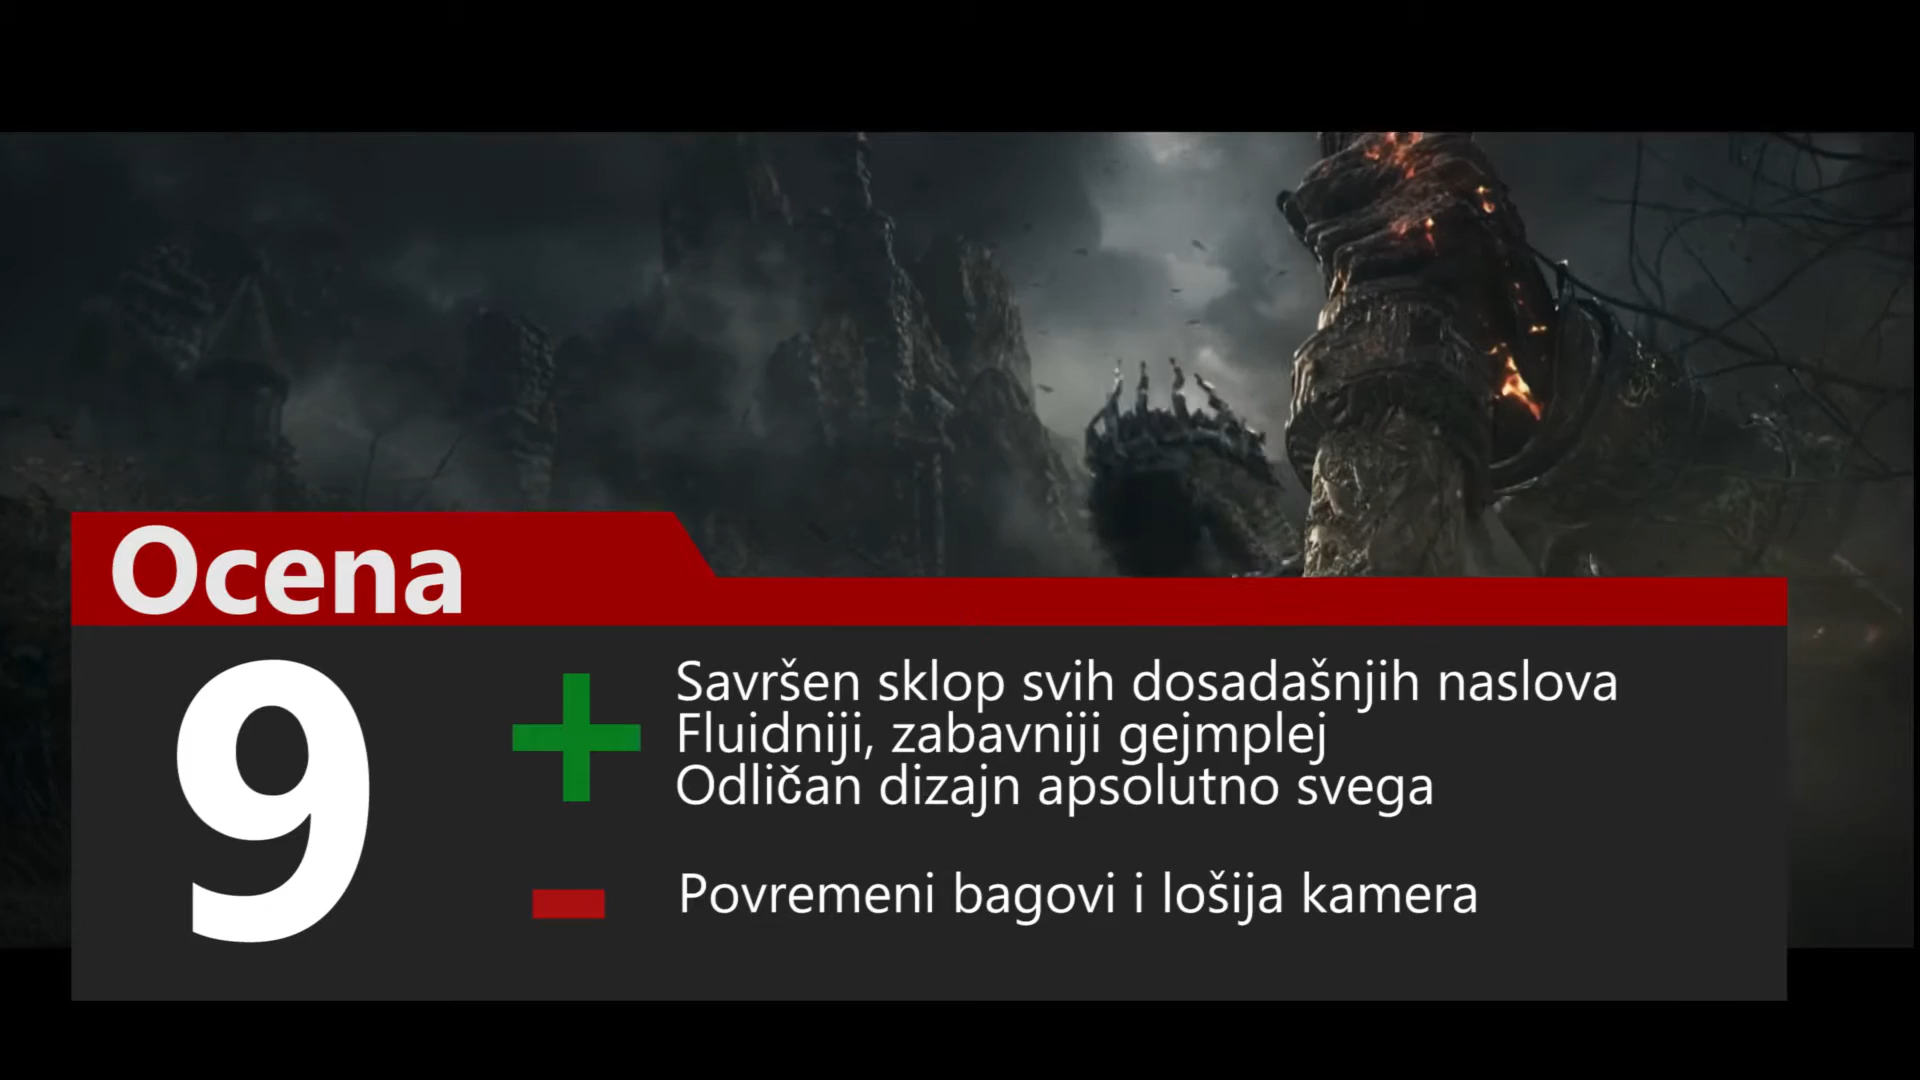 Ocena
9
+
Savršen sklop svih dosadašnjih naslova
Fluidniji, zabavniji gejmplej
Odličan dizajn apsolutno svega
-
Povremeni bagovi i lošija kamera